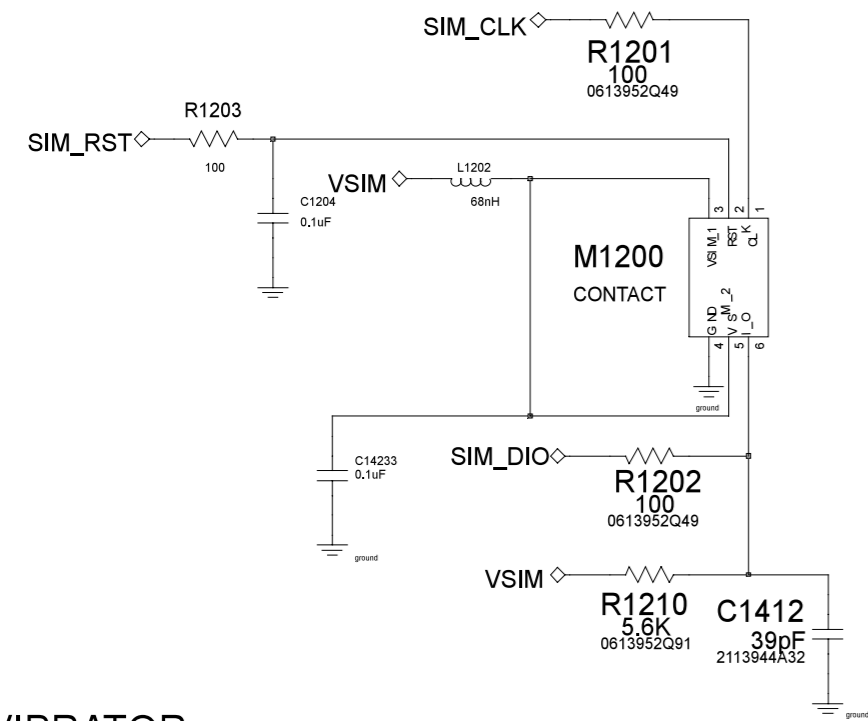 SIM_CLK
R1201
100
0613952Q49
R1203
SIM_RST
100
VSIM
L1202
68nH
C1204
0.1uF
3
2
1
VSIM_1
RST
CLK
M1200
CONTACT
GND
VSIM_2
I_O
4
5
6
ground
C14233
0.1uF
ground
SIM_DIO
R1202
100
0613952Q49
VSIM
R1210
5.6K
0613952Q91
C1412
39pF
2113944A32
ground
VIBRATOR